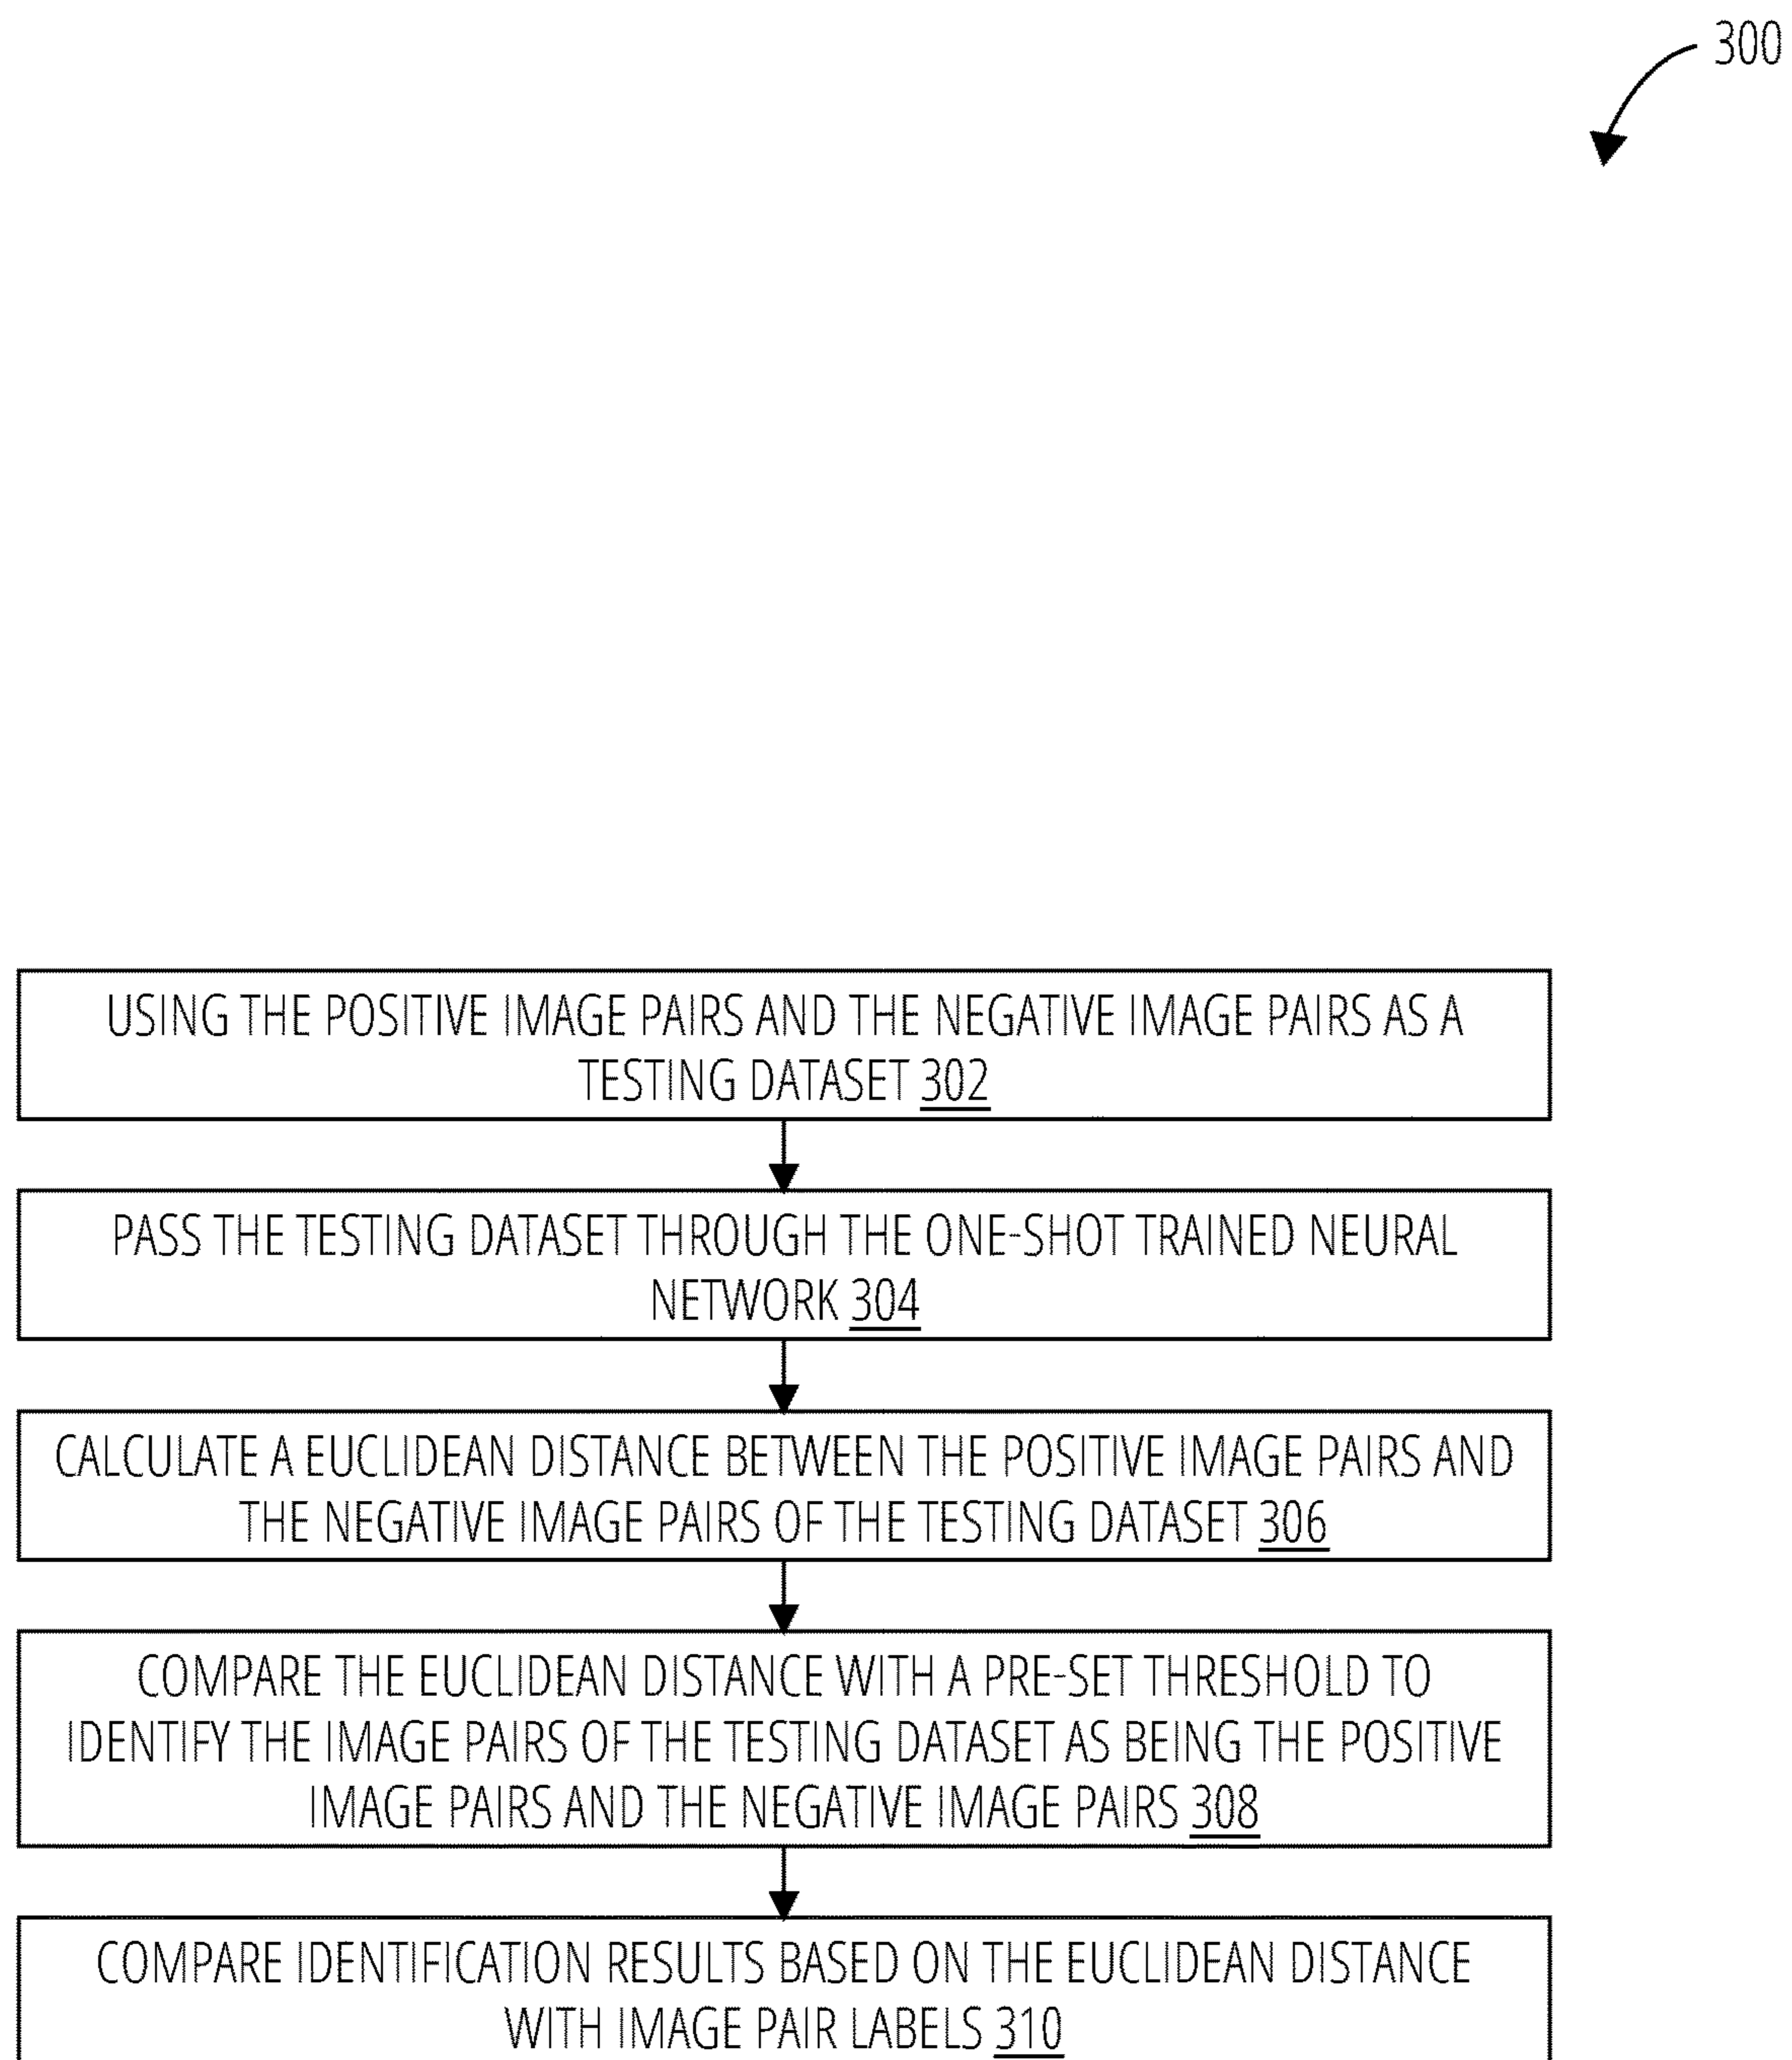 300
USING THE POSITIVE IMAGE PAIRS AND THE NEGATIVE IMAGE PAIRS AS A
TESTING DATASET 302
PASS THE TESTING DATASET THROUGH THE ONE-SHOT TRAINED NEURAL
NETWORK 304
CALCULATE A EUCLIDEAN DISTANCE BETWEEN THE POSITIVE IMAGE PAIRS AND
THE NEGATIVE IMAGE PAIRS OF THE TESTING DATASET 306
COMPARE THE EUCLIDEAN DISTANCE WITH A PRE-SET THRESHOLD TO
IDENTIFY THE IMAGE PAIRS OF THE TESTING DATASET AS BEING THE POSITIVE
IMAGE PAIRS AND THE NEGATIVE IMAGE PAIRS 308
COMPARE IDENTIFICATION RESULTS BASED ON THE EUCLIDEAN DISTANCE
WITH IMAGE PAIR LABELS 310